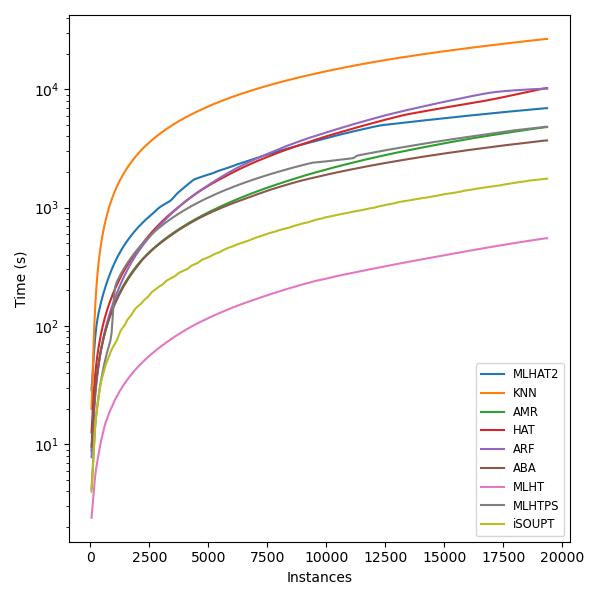 Time (s)
10⁴
10³
10²
10¹
MLHAT2
KNN
AMR
HAT
ARF
ABA
MLHT
MLHTPS
iSOUPT
0 2500 5000 7500 10000 12500 15000 17500 20000
Instances